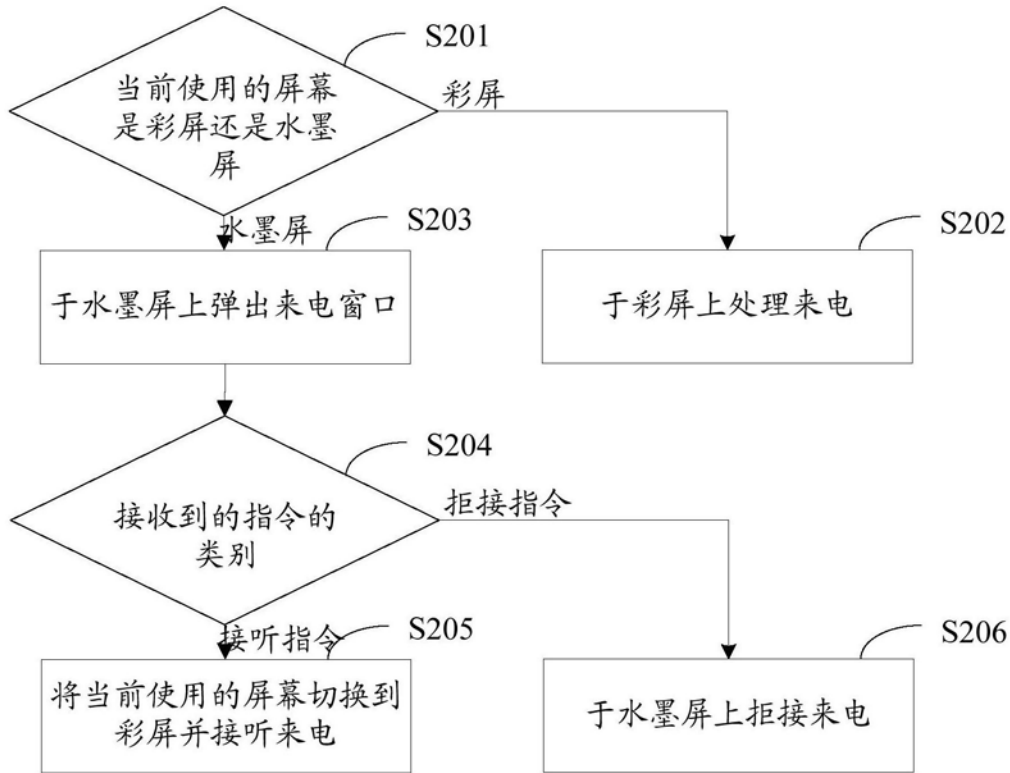 S201
当前使用的屏幕
是彩屏还是水墨
屏
彩屏
水墨屏
S203
于水墨屏上弹出来电窗口
S202
于彩屏上处理来电
S204
接收到的指令的
类别
拒接指令
接听指令
S205
将当前使用的屏幕切换到
彩屏并接听来电
S206
于水墨屏上拒接来电